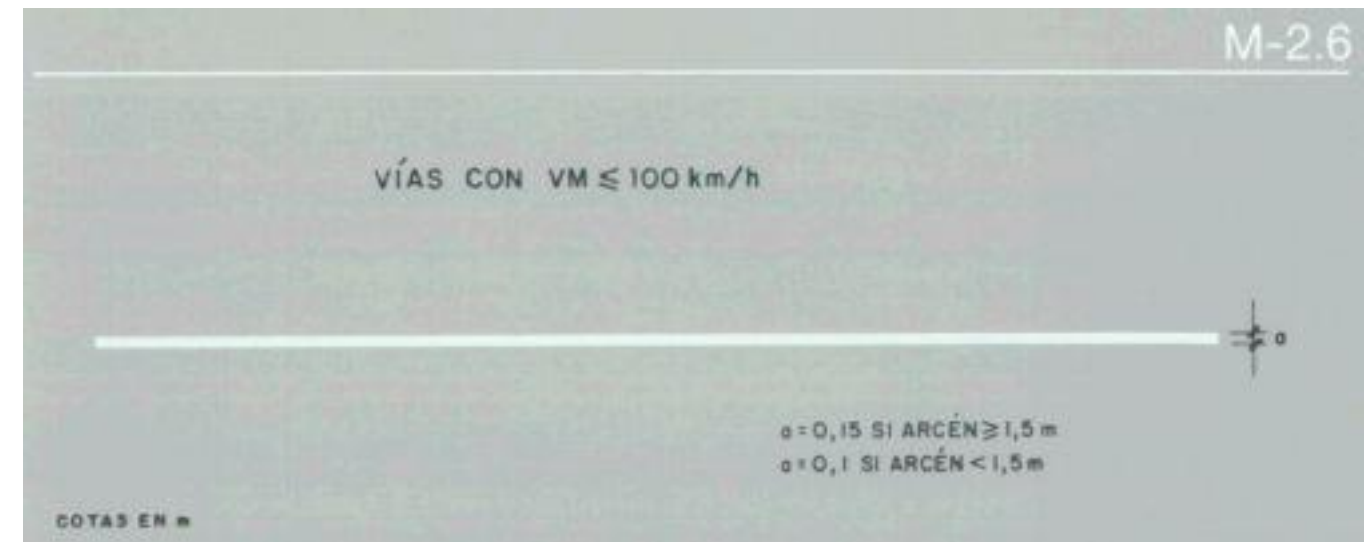 M-2.6
VÍAS CON VM ≤ 100 km/h
a
a = 0,15 SI ARCÉN ≥ 1,5 m
a = 0,1 SI ARCÉN < 1,5 m
COTAS EN m